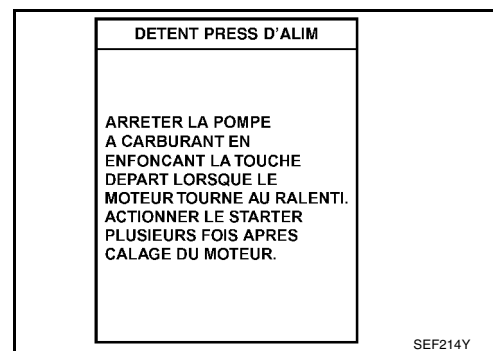 DETENT PRESS D'ALIM
ARRETER LA POMPE
A CARBURANT EN
ENFONCANT LA TOUCHE
DEPART LORSQUE LE
MOTEUR TOURNE AU RALENTI.
ACTIONNER LE STARTER
PLUSIEURS FOIS APRES
CALAGE DU MOTEUR.
SEF214Y